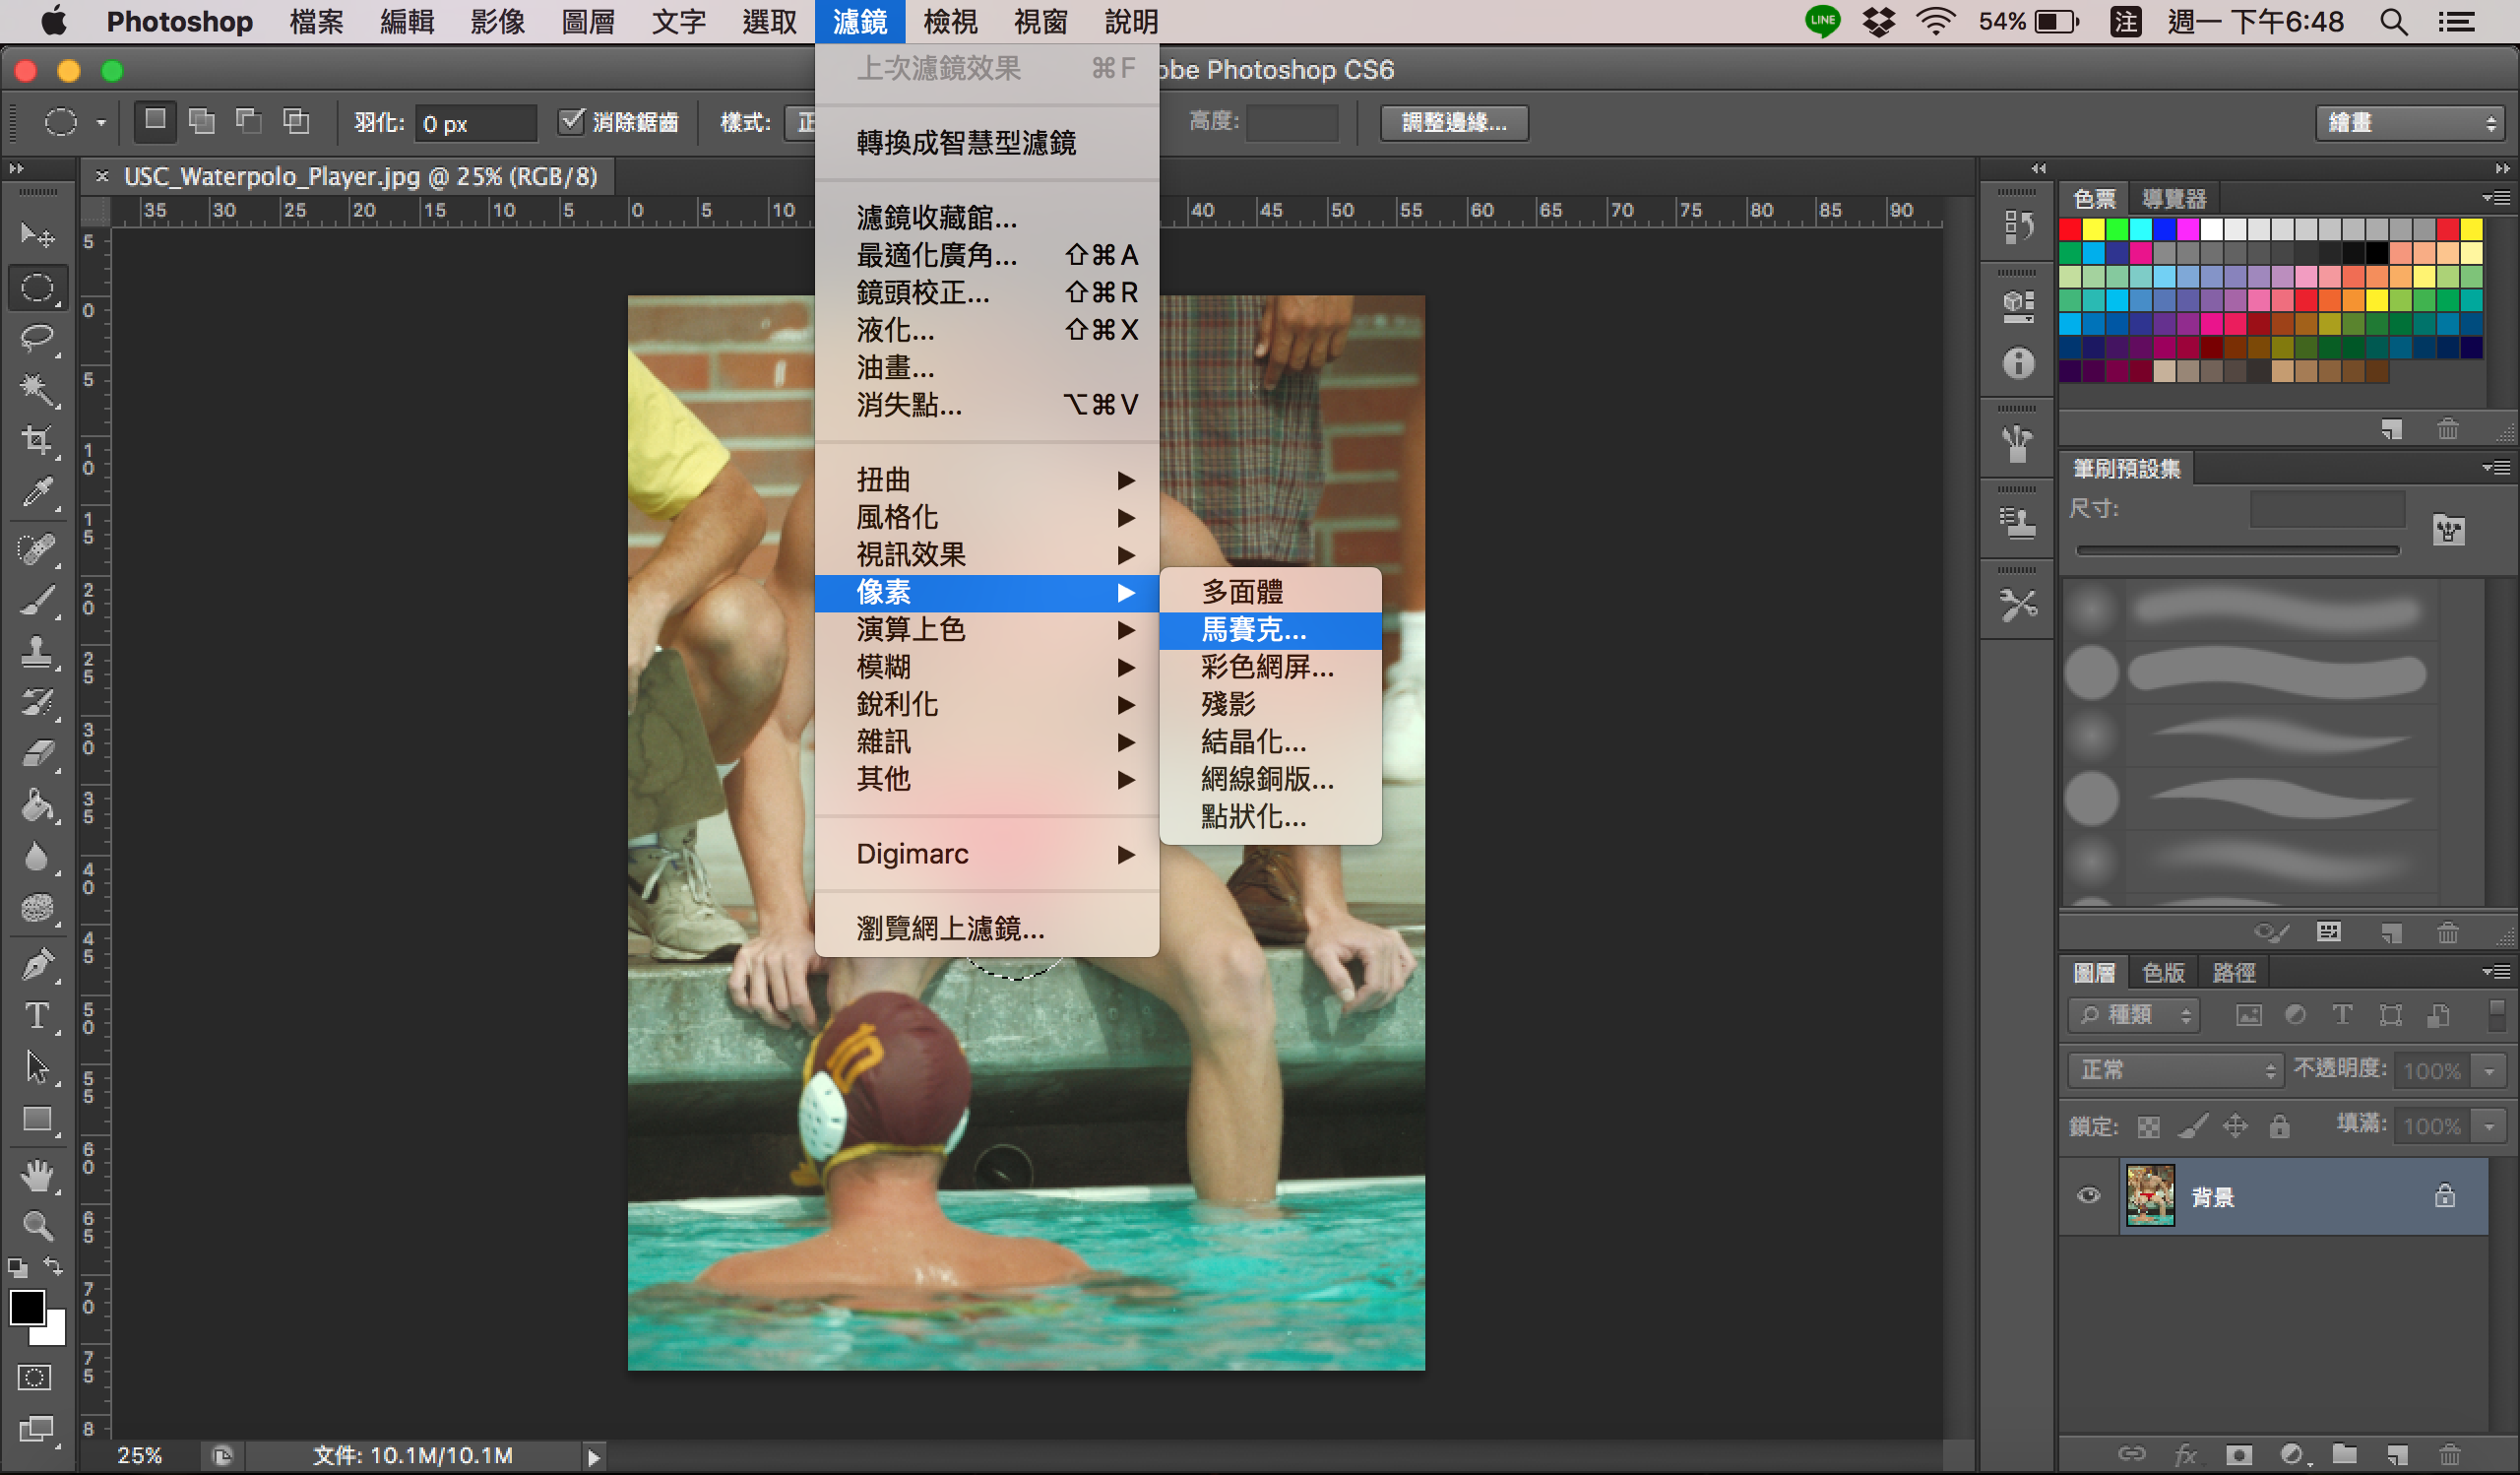 Photoshop 檔案 編輯 影像 圖層 文字 選取 濾鏡 檢視 視窗 說明
LINE 54% 注 週一 下午6:48
obe Photoshop CS6
羽化: 0 px 消除鋸齒 樣式: 正 高度: 調整邊緣... 繪畫
× USC_Waterpolo_Player.jpg @ 25% (RGB/8)
35 30 25 20 15 10 5 0 5 10 40 45 50 55 60 65 70 75 80 85 90
5
0
5
10
15
20
25
30
35
40
45
50
55
60
65
70
75
8
上次濾鏡效果 ⌘F
轉換成智慧型濾鏡
濾鏡收藏館...
最適化廣角... ⇧⌘A
鏡頭校正... ⇧⌘R
液化... ⇧⌘X
油畫...
消失點... ⌥⌘V
扭曲
風格化
視訊效果
像素
演算上色
模糊
銳利化
雜訊
其他
Digimarc
瀏覽網上濾鏡...
多面體
馬賽克...
彩色網屏...
殘影
結晶化...
網線銅版...
點狀化...
色票 導覽器
筆刷預設集
尺寸:
圖層 色版 路徑
種類
正常 不透明度: 100%
鎖定: 填滿: 100%
背景
25% 文件: 10.1M/10.1M